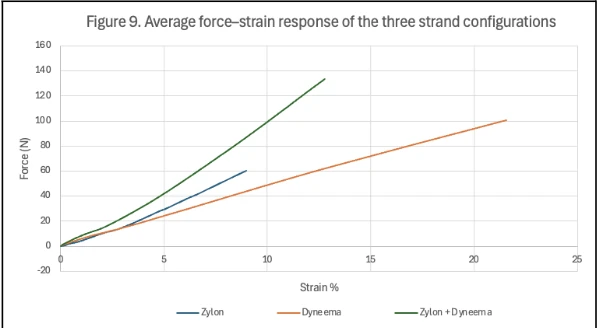 Figure 9. Average force–strain response of the three strand configurations
160
140
120
100
80
60
40
20
0
-20
Force (N)
0 5 10 15 20 25
Strain %
Zylon Dyneema Zylon + Dyneema